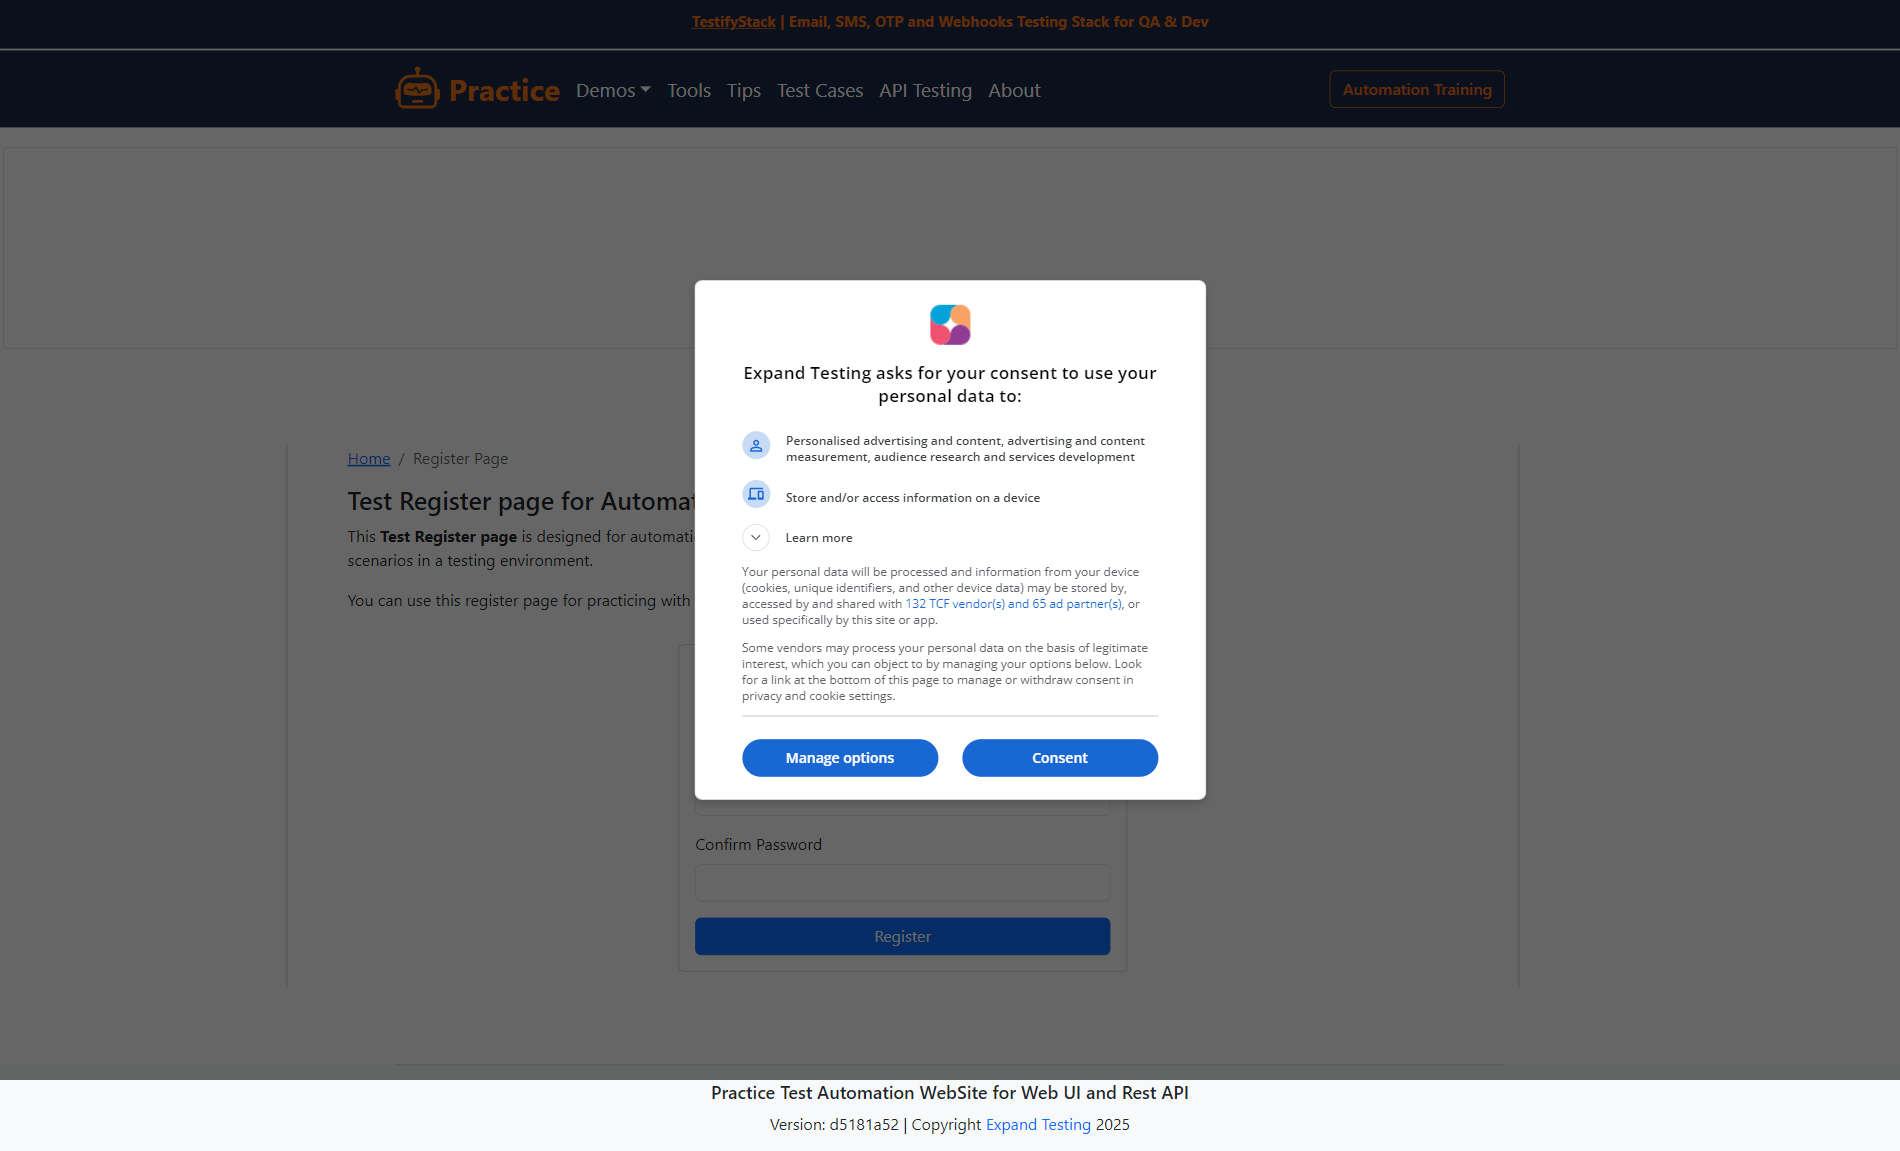 TestifyStack | Email, SMS, OTP and Webhooks Testing Stack for QA & Dev
Practice
Demos
Tools
Tips
Test Cases
API Testing
About
Automation Training
Expand Testing asks for your consent to use your
personal data to:
Personalised advertising and content, advertising and content
measurement, audience research and services development
Store and/or access information on a device
Learn more
Your personal data will be processed and information from your device
(cookies, unique identifiers, and other device data) may be stored by,
accessed by and shared with 132 TCF vendor(s) and 65 ad partner(s), or
used specifically by this site or app.
Some vendors may process your personal data on the basis of legitimate
interest, which you can object to by managing your options below. Look
for a link at the bottom of this page to manage or withdraw consent in
privacy and cookie settings.
Manage options
Consent
Home / Register Page
Test Register page for Automa
This Test Register page is designed for automati
scenarios in a testing environment.
You can use this register page for practicing with
Confirm Password
Register
Practice Test Automation WebSite for Web UI and Rest API
Version: d5181a52 | Copyright Expand Testing 2025